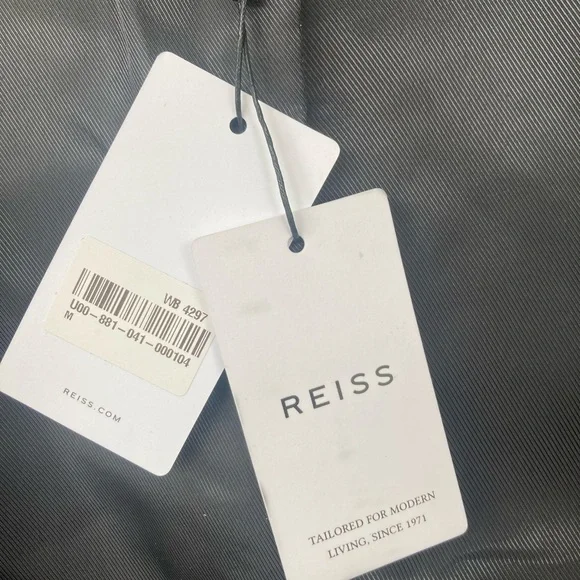 WB 4297
U00-881-041-000104
M
REISS.COM
REISS
TAILORED FOR MODERN
LIVING, SINCE 1971